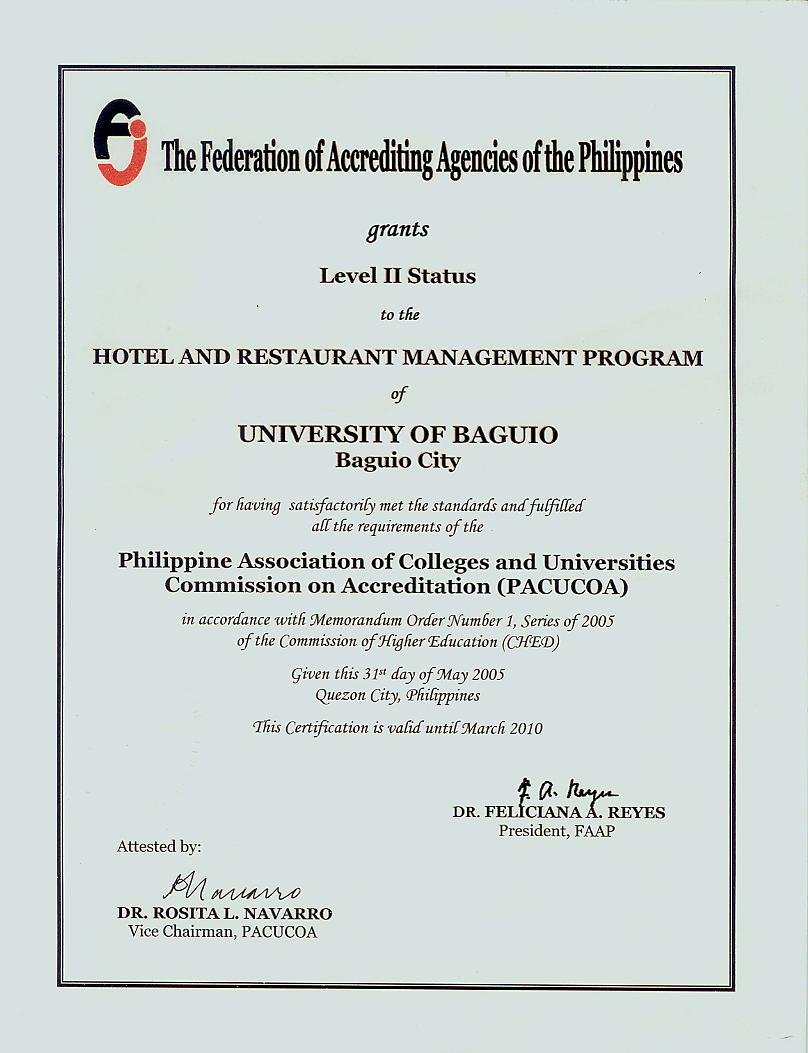 The Federation of Accrediting Agencies of the Philippines
grants
Level II Status
to the
HOTEL AND RESTAURANT MANAGEMENT PROGRAM
of
UNIVERSITY OF BAGUIO
Baguio City
for having satisfactorily met the standards and fulfilled
all the requirements of the
Philippine Association of Colleges and Universities
Commission on Accreditation (PACUCOA)
in accordance with Memorandum Order Number 1, Series of 2005
of the Commission of Higher Education (CHED)
Given this 31st day of May 2005
Quezon City, Philippines
This Certification is valid until March 2010
F. A. Reyes
DR. FELICIANA A. REYES
President, FAAP
Attested by:
RLNavarro
DR. ROSITA L. NAVARRO
Vice Chairman, PACUCOA